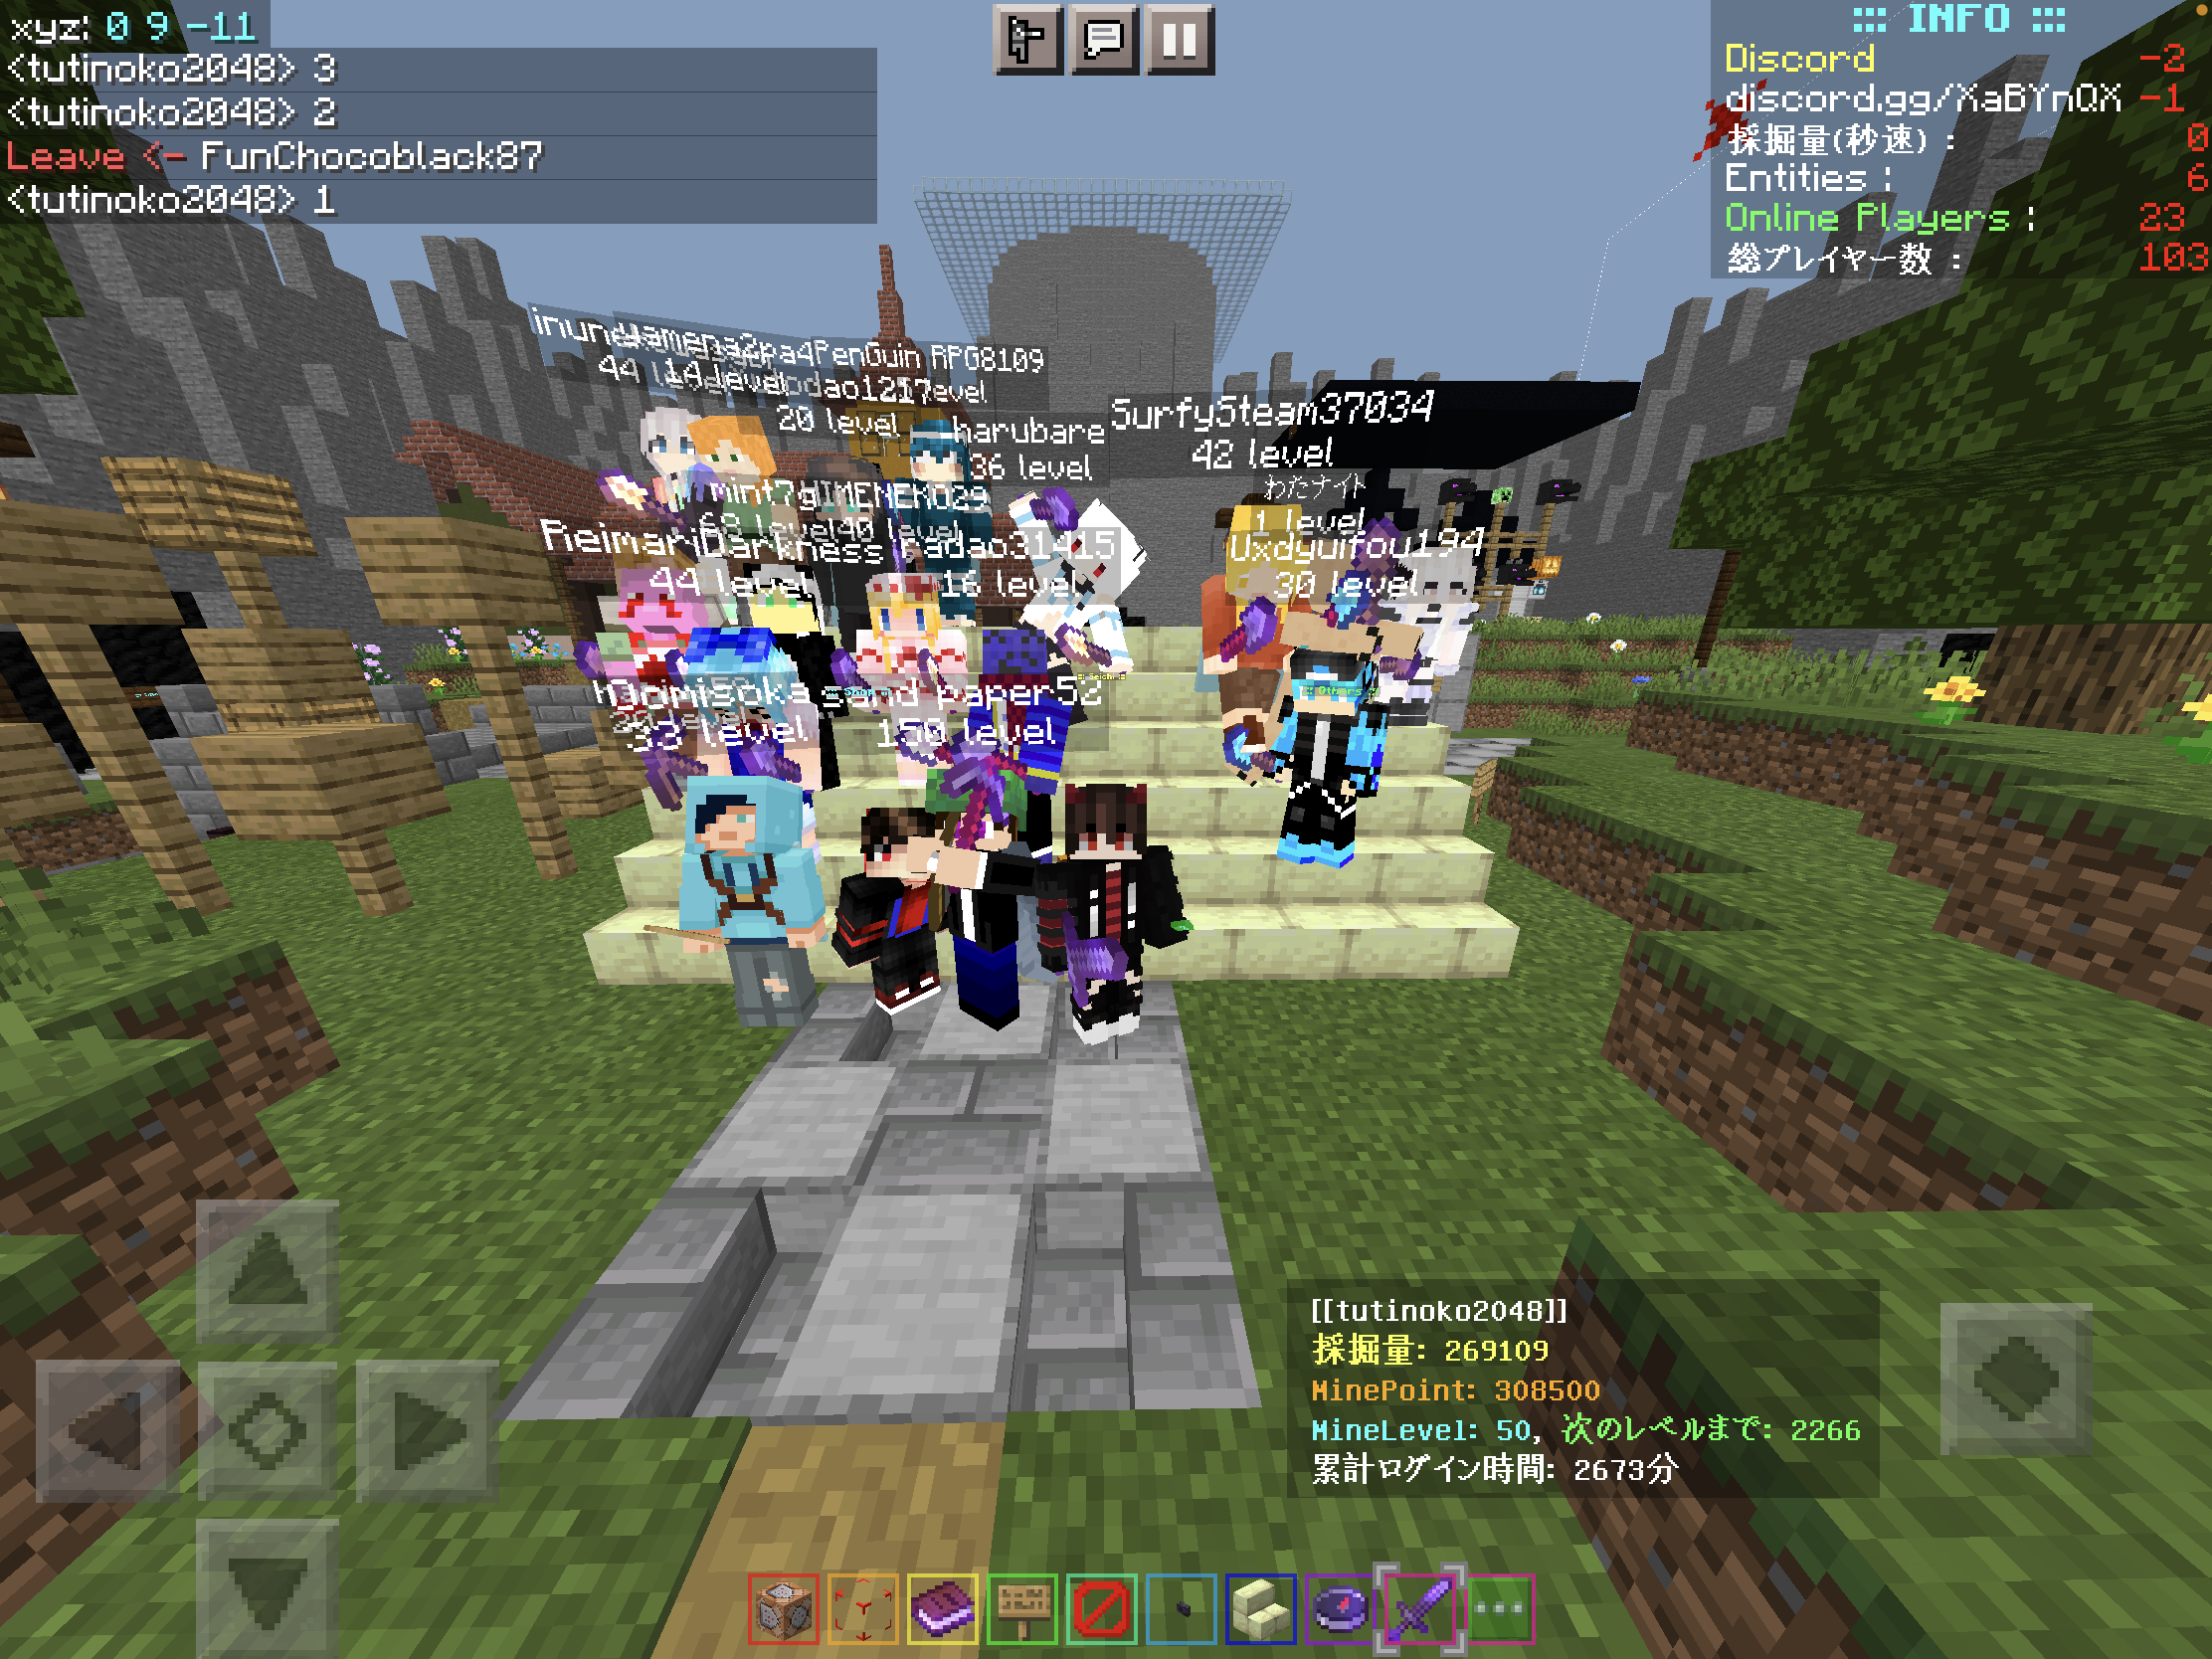 xyz: 0 9 -11
<tutinoko2048> 3
<tutinoko2048> 2
Leave <- FunChocoblack87
<tutinoko2048> 1
::: INFO :::
Discord -2
discord.gg/XaBYnQX -1
採掘量(秒速) : 0
Entities : 6
Online Players : 23
総プレイヤー数 : 103
RPG8109
20 level
harubare
36 level
SurfySteam37034
42 level
わたナイト
1 level
44 level
radao31415
16 level
Uxdyuifou194
30 level
33 level
sand paper52
150 level
[[tutinoko2048]]
採掘量: 269109
MinePoint: 308500
MineLevel: 50, 次のレベルまで: 2266
累計ログイン時間: 2673分